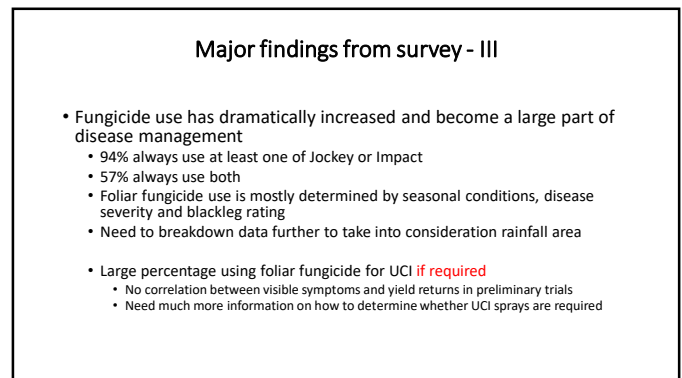 Major findings from survey - III
• Fungicide use has dramatically increased and become a large part of
disease management
• 94% always use at least one of Jockey or Impact
• 57% always use both
• Foliar fungicide use is mostly determined by seasonal conditions, disease
severity and blackleg rating
• Need to breakdown data further to take into consideration rainfall area
• Large percentage using foliar fungicide for UCI if required
• No correlation between visible symptoms and yield returns in preliminary trials
• Need much more information on how to determine whether UCI sprays are required